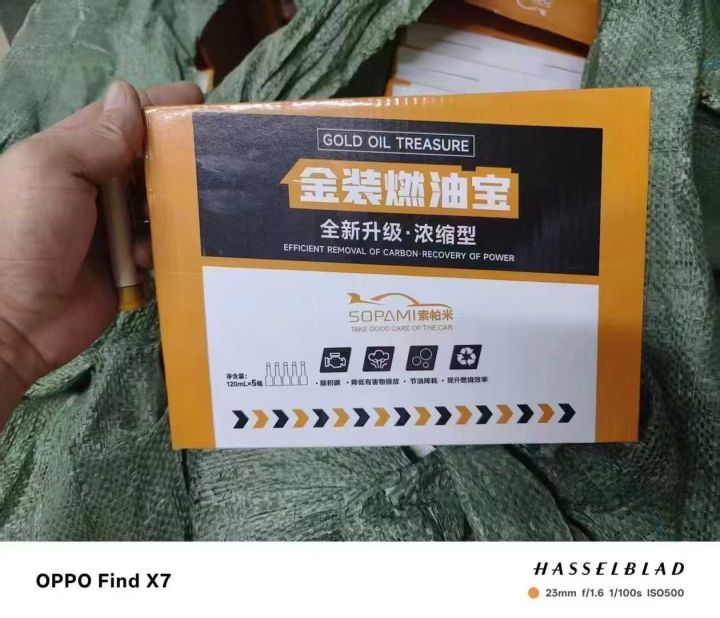 GOLD OIL TREASURE
金装燃油宝
全新升级·浓缩型
EFFICIENT REMOVAL OF CARBON·RECOVERY OF POWER
SOPAMI索帕米
TAKE GOOD CARE OF THE CAR
净含量:
120mL×5瓶
·除积碳 ·降低有害物排放 ·节油降耗 ·提升燃烧效率
OPPO Find X7
HASSELBLAD
23mm f/1.6 1/100s ISO500